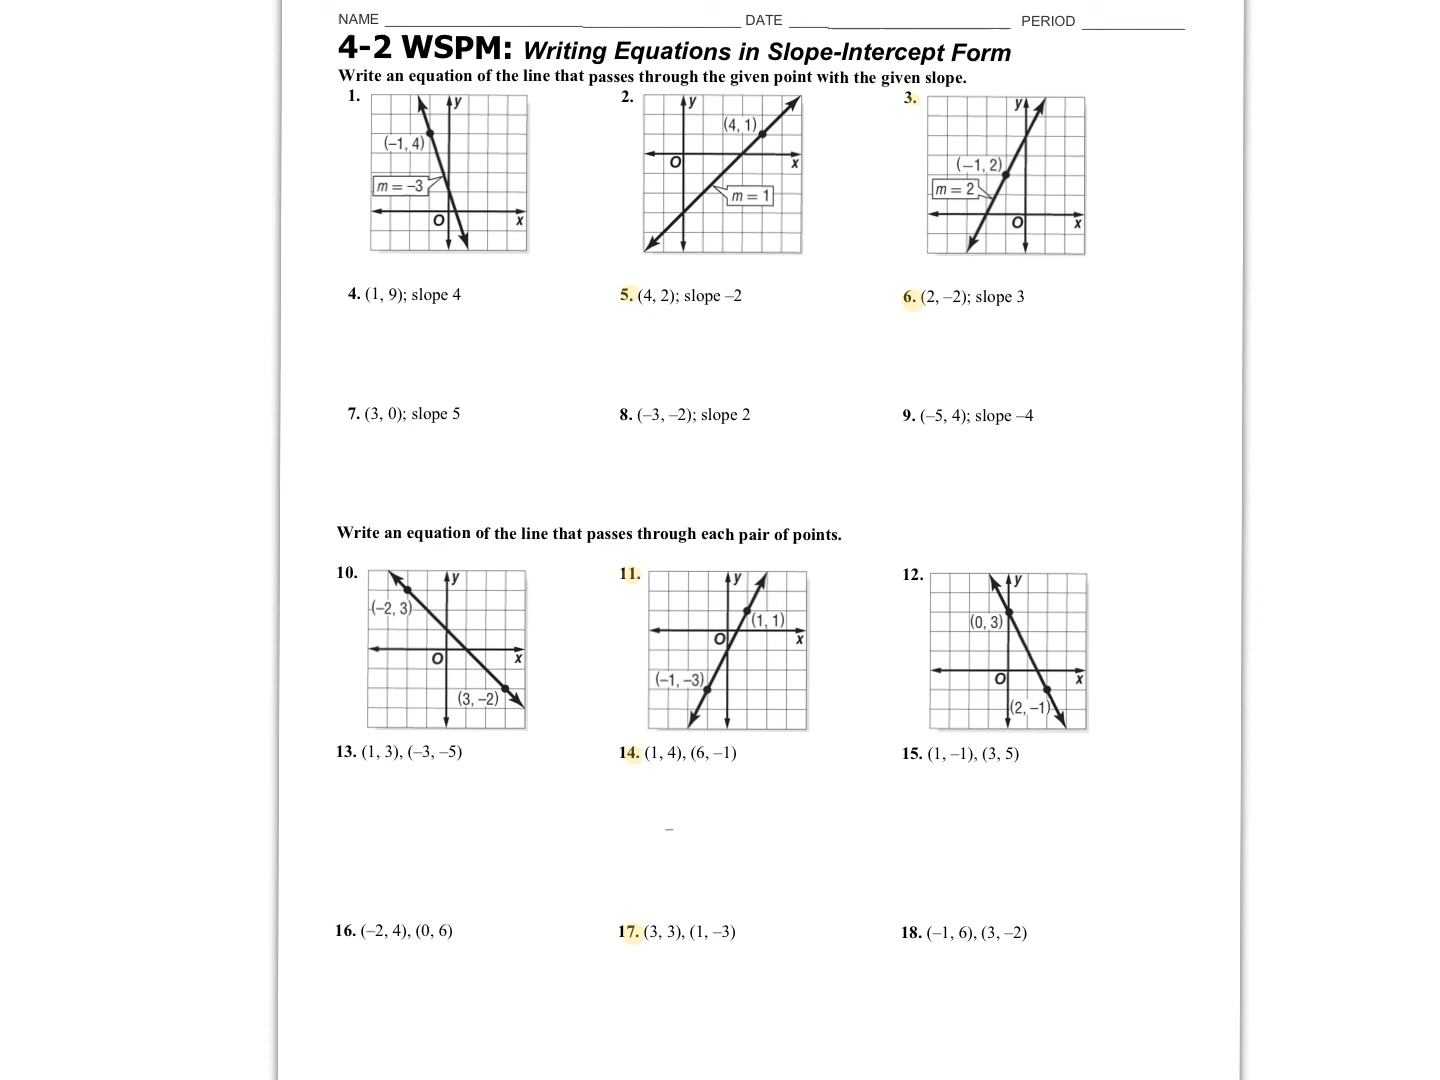 NAME ____________ DATE ____________ PERIOD ____________
4-2 WSPM: Writing Equations in Slope-Intercept Form
Write an equation of the line that passes through the given point with the given slope.
1.
y
(–1, 4)
m = –3
O
x
2.
y
(4, 1)
O
x
m = 1
3.
y
(–1, 2)
m = 2
O
x
4. (1, 9); slope 4
5. (4, 2); slope –2
6. (2, –2); slope 3
7. (3, 0); slope 5
8. (–3, –2); slope 2
9. (–5, 4); slope –4
Write an equation of the line that passes through each pair of points.
10.
y
(–2, 3)
O
x
(3, –2)
11.
y
(1, 1)
O
x
(–1, –3)
12.
y
(0, 3)
O
x
(2, –1)
13. (1, 3), (–3, –5)
14. (1, 4), (6, –1)
15. (1, –1), (3, 5)
16. (–2, 4), (0, 6)
17. (3, 3), (1, –3)
18. (–1, 6), (3, –2)